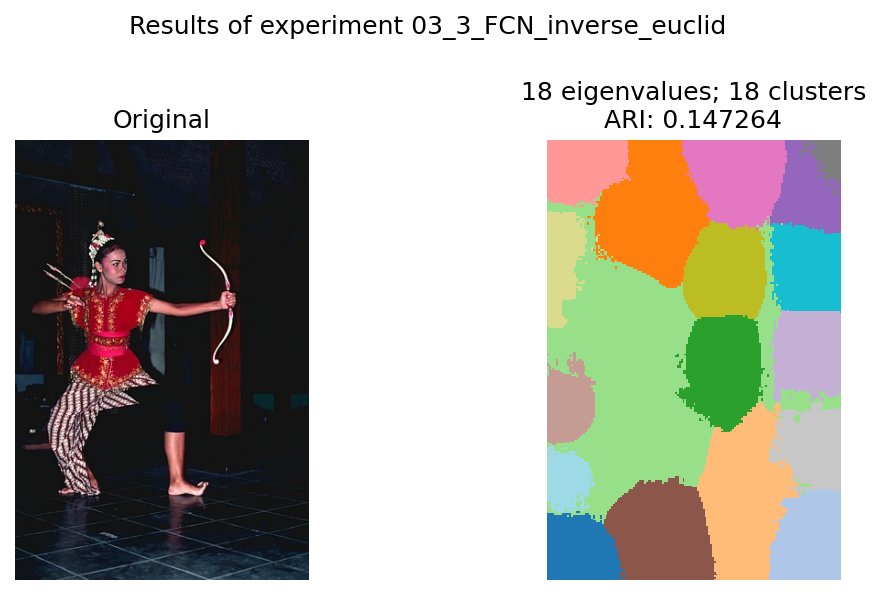 Results of experiment 03_3_FCN_inverse_euclid
Original
18 eigenvalues; 18 clusters
ARI: 0.147264